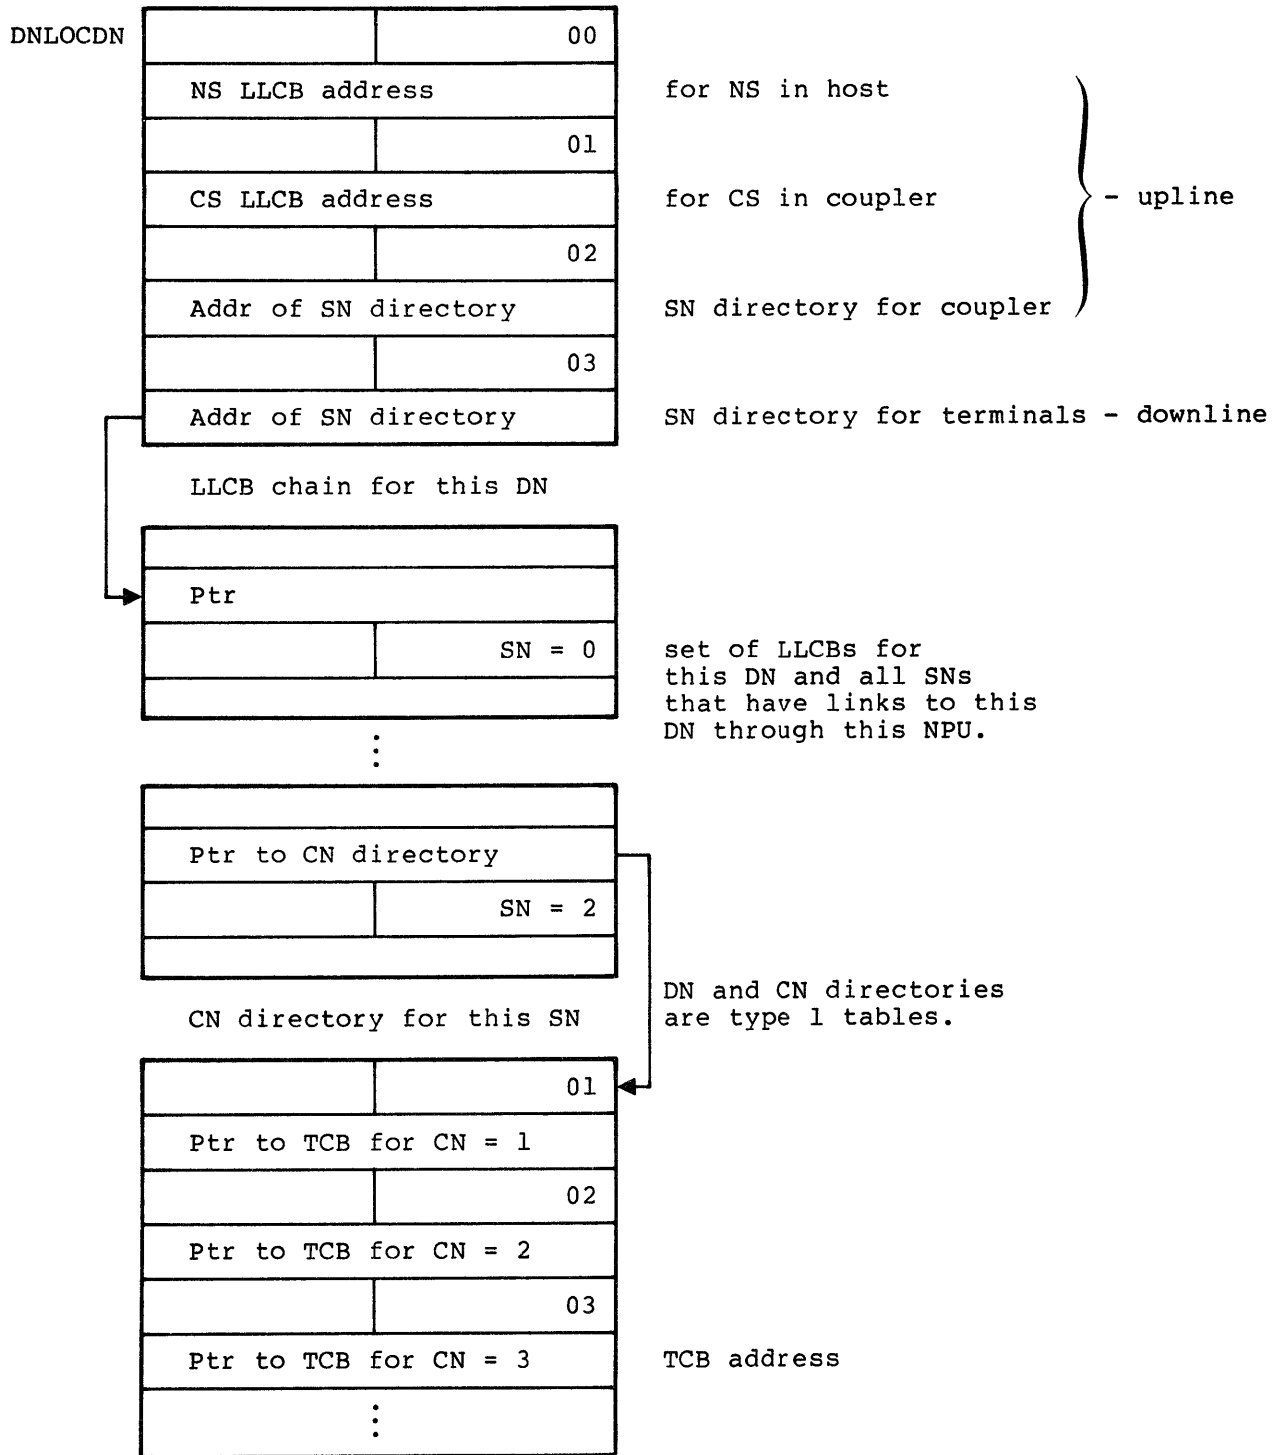 DNLOCDN
00
NS LLCB address for NS in host
01
CS LLCB address for CS in coupler - upline
02
Addr of SN directory SN directory for coupler
03
Addr of SN directory SN directory for terminals - downline
LLCB chain for this DN
Ptr
SN = 0
set of LLCBs for
this DN and all SNs
that have links to this
DN through this NPU.
Ptr to CN directory
SN = 2
DN and CN directories
are type 1 tables.
CN directory for this SN
01
Ptr to TCB for CN = 1
02
Ptr to TCB for CN = 2
03
Ptr to TCB for CN = 3 TCB address